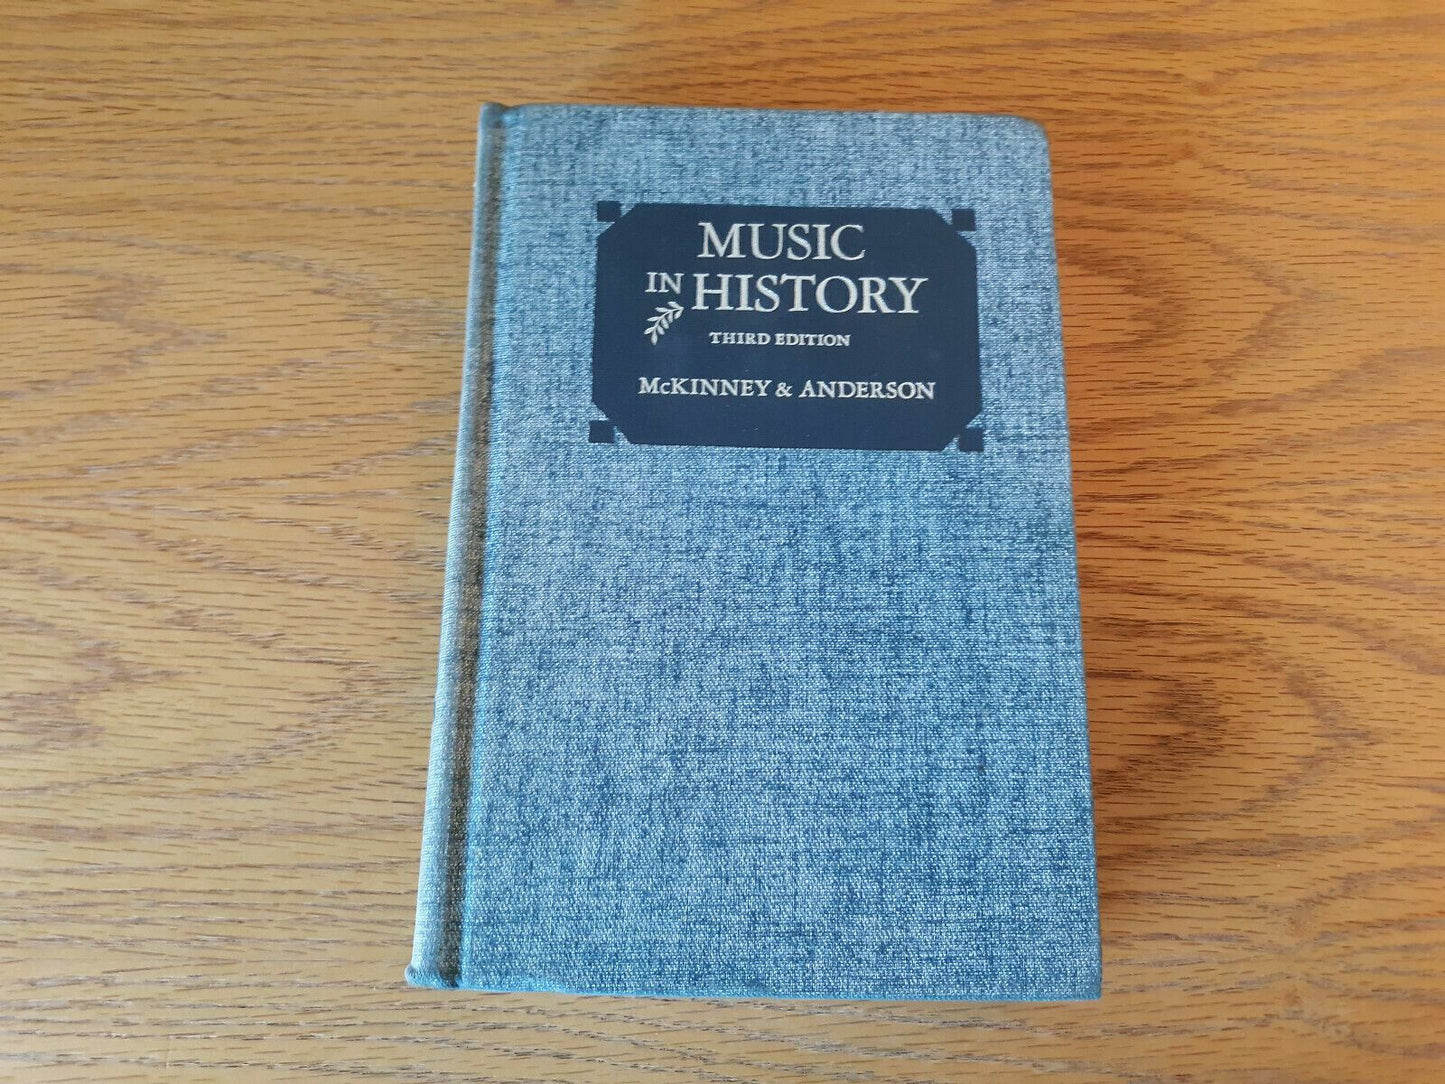 MUSIC
IN HISTORY
THIRD EDITION
McKINNEY & ANDERSON